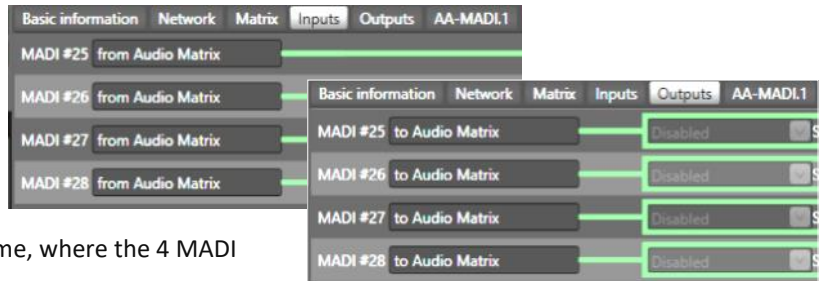 Basic information Network Matrix Inputs Outputs AA-MADI.1
MADI #25 from Audio Matrix
MADI #26 from Audio Matrix
MADI #27 from Audio Matrix
MADI #28 from Audio Matrix
Basic information Network Matrix Inputs Outputs AA-MADI.1
MADI #25 to Audio Matrix Disabled S
MADI #26 to Audio Matrix Disabled S
MADI #27 to Audio Matrix Disabled S
MADI #28 to Audio Matrix Disabled S
me, where the 4 MADI